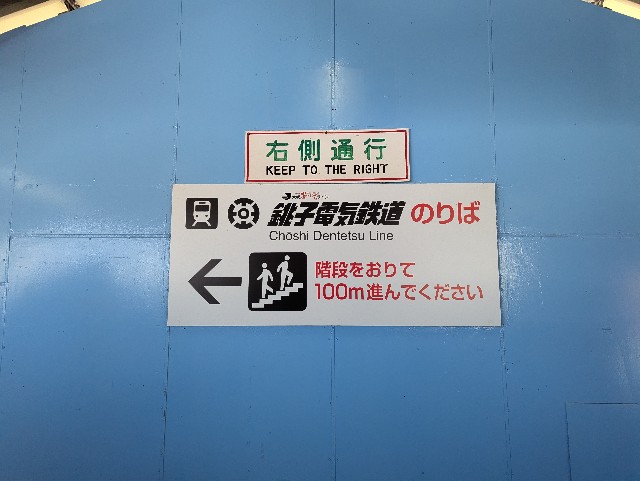 右側通行
KEEP TO THE RIGHT
銚子電気鉄道 のりば
Choshi Dentetsu Line
階段をおりて
100m進んでください